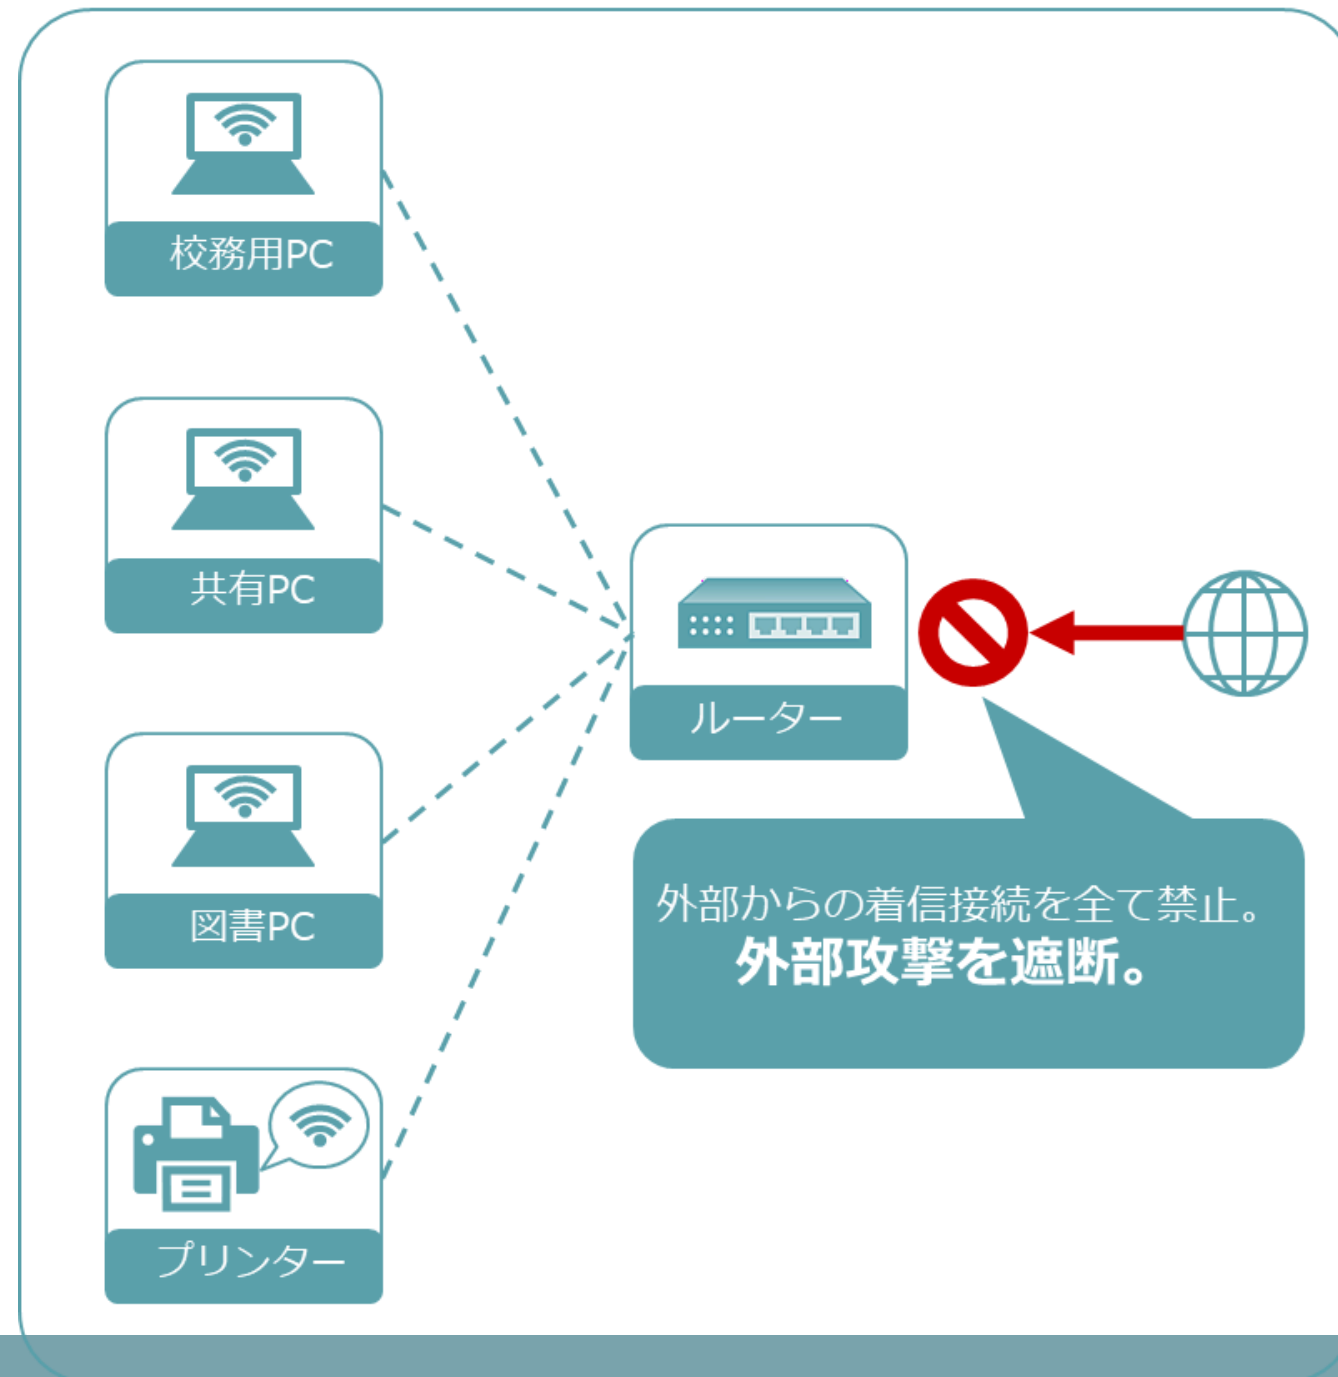 校務用PC
共有PC
ルーター
外部からの着信接続を全て禁止。
外部攻撃を遮断。
図書PC
プリンター